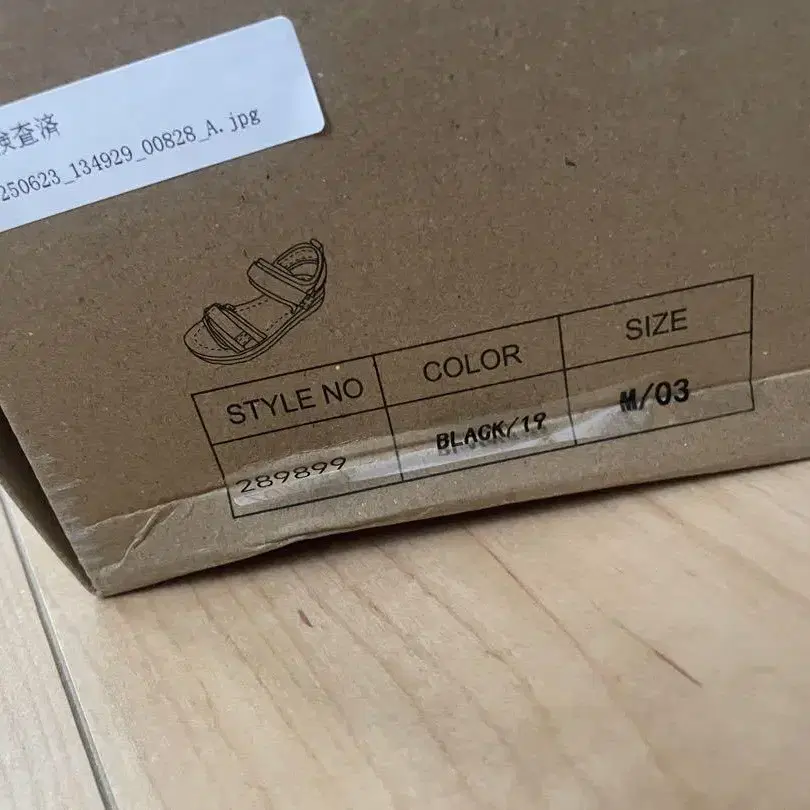 検査済
250623_134929_00828_A.jpg
STYLE NO COLOR SIZE
289899 BLACK/19 M/03